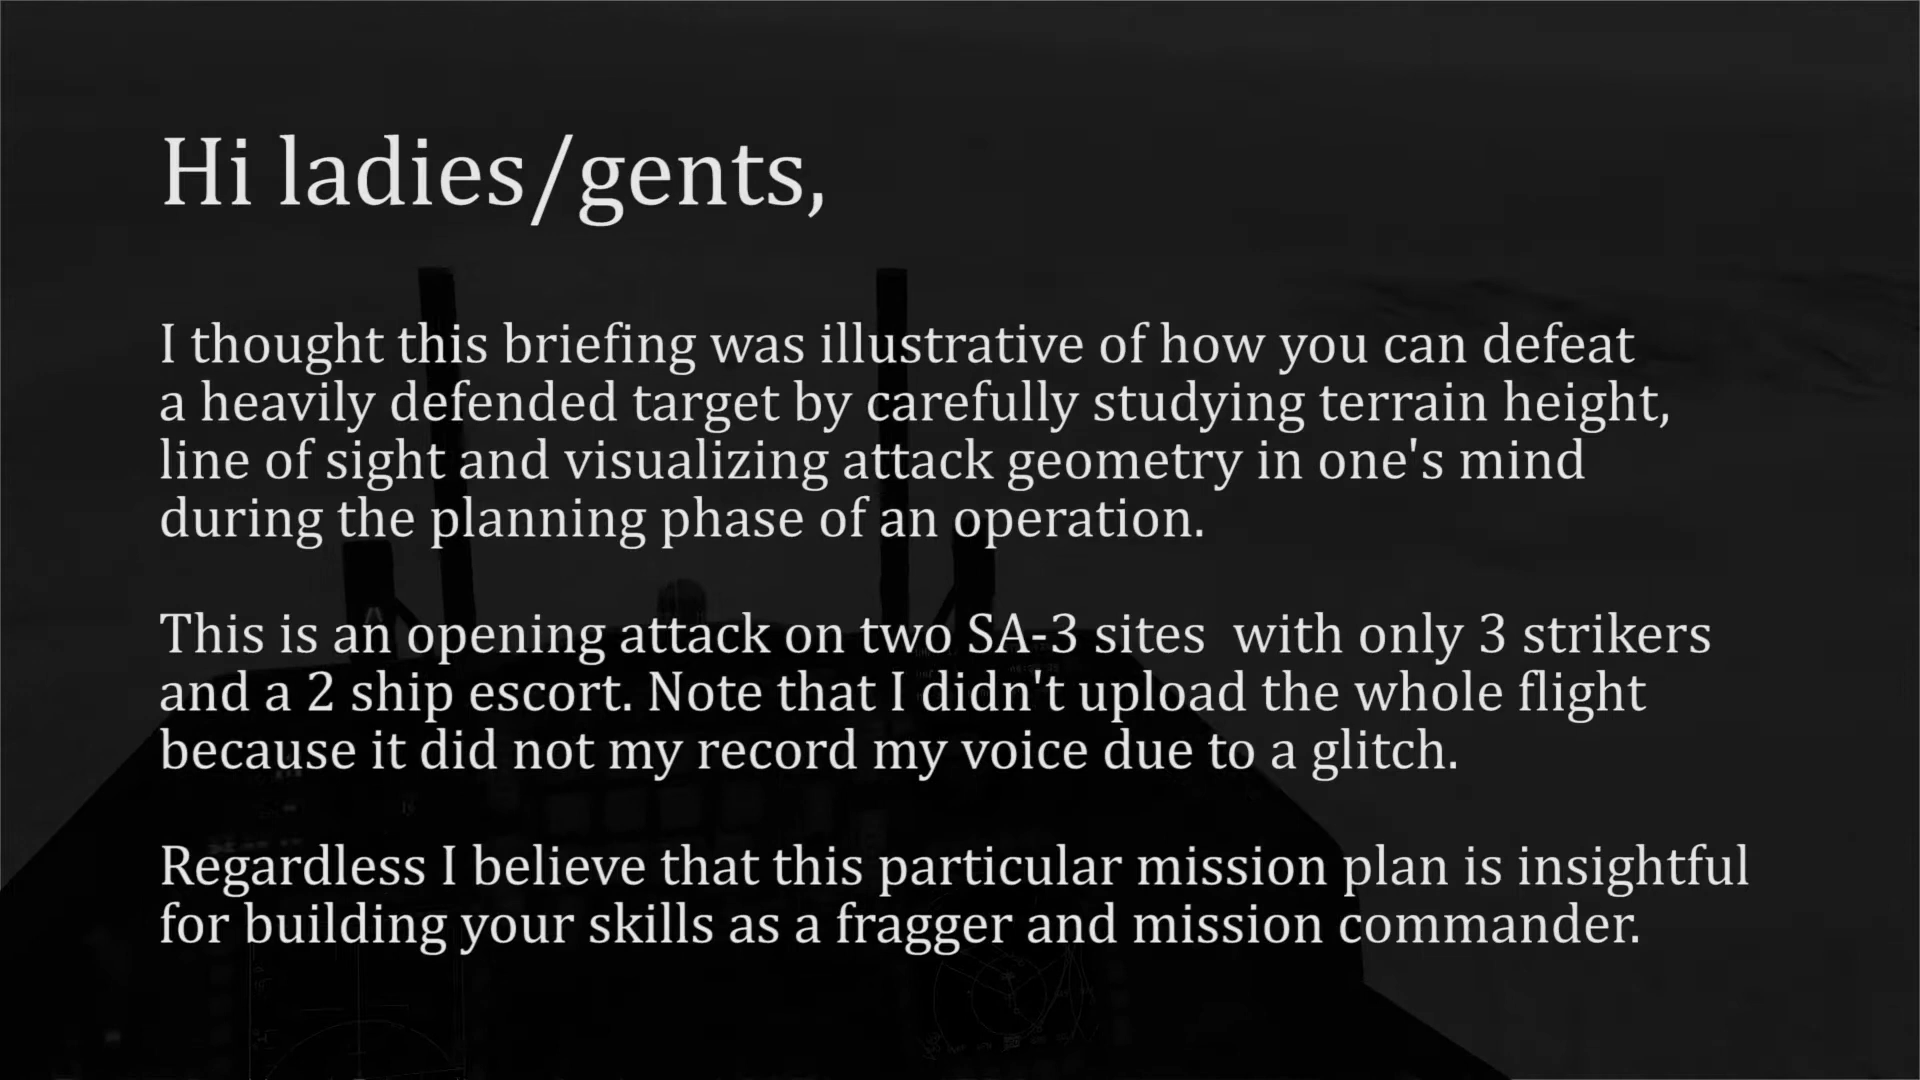 Hi ladies/gents,
I thought this briefing was illustrative of how you can defeat
a heavily defended target by carefully studying terrain height,
line of sight and visualizing attack geometry in one's mind
during the planning phase of an operation.
This is an opening attack on two SA-3 sites  with only 3 strikers
and a 2 ship escort. Note that I didn't upload the whole flight
because it did not my record my voice due to a glitch.
Regardless I believe that this particular mission plan is insightful
for building your skills as a fragger and mission commander.